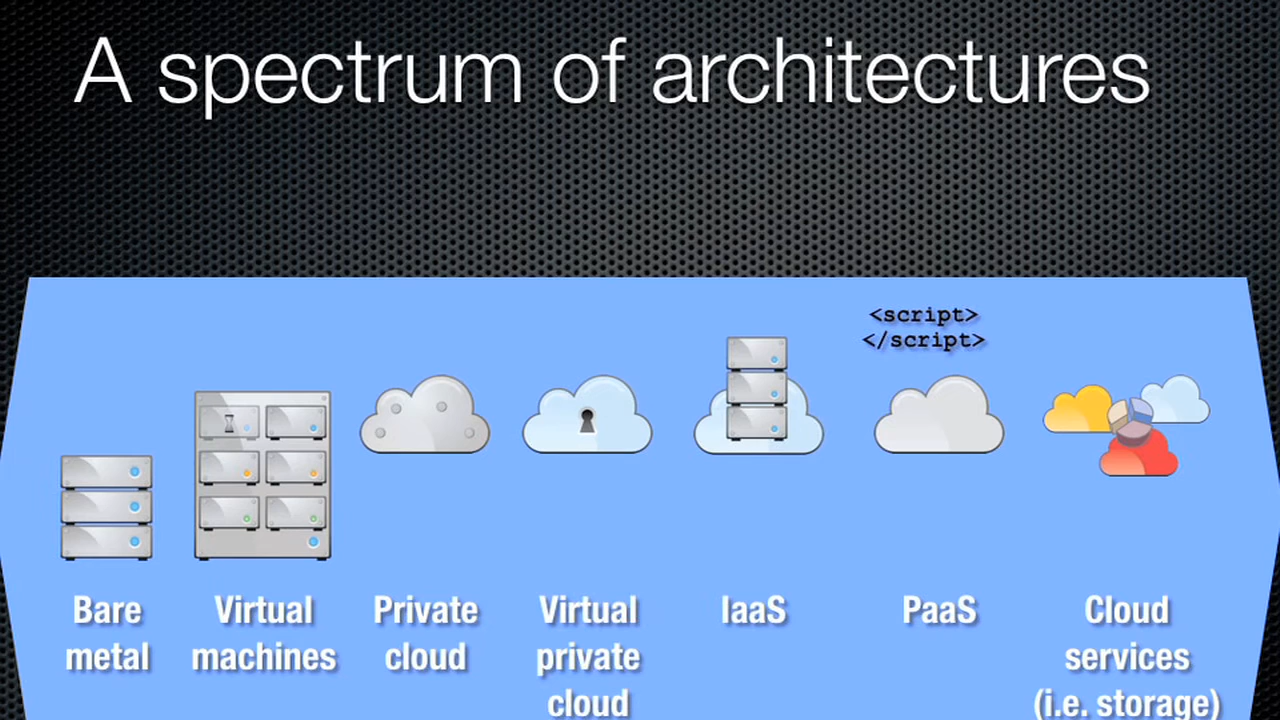 A spectrum of architectures
<script>
</script>
Bare
metal
Virtual
machines
Private
cloud
Virtual
private
cloud
IaaS
PaaS
Cloud
services
(i.e. storage)